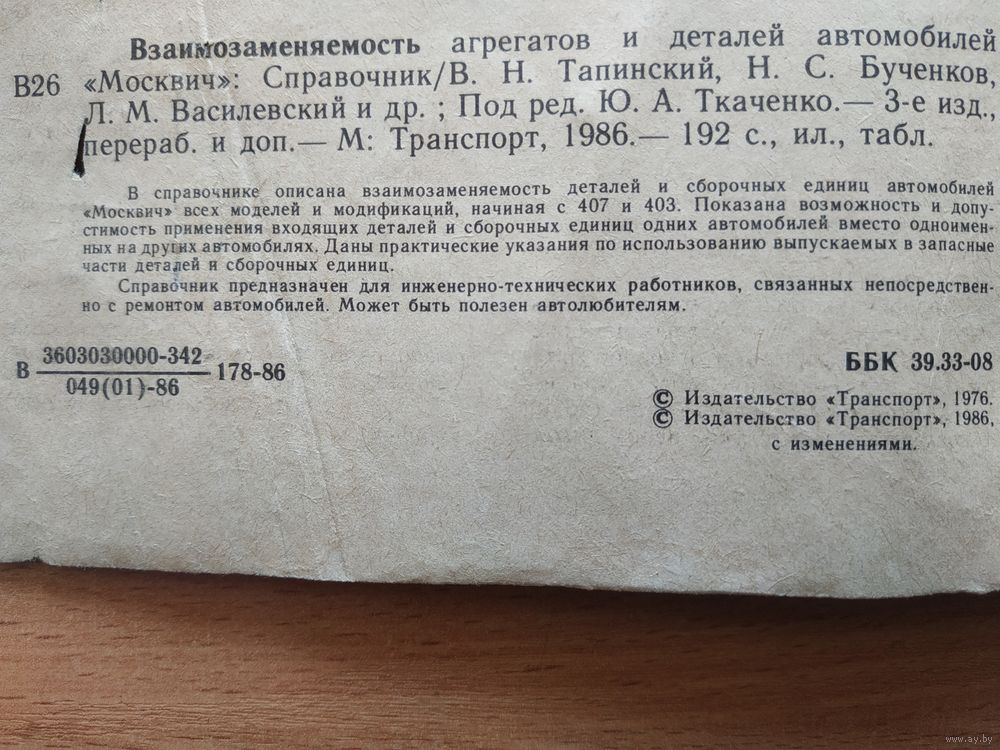 Взаимозаменяемость агрегатов и деталей автомобилей
В26 «Москвич»: Справочник/В. Н. Тапинский, Н. С. Бученков,
Л. М. Василевский и др. ; Под ред. Ю. А. Ткаченко.— 3-е изд.,
перераб. и доп.— М: Транспорт, 1986.— 192 с., ил., табл.
В справочнике описана взаимозаменяемость деталей и сборочных единиц автомобилей
«Москвич» всех моделей и модификаций, начиная с 407 и 403. Показана возможность и допу-
стимость применения входящих деталей и сборочных единиц одних автомобилей вместо одноимен-
ных на других автомобилях. Даны практические указания по использованию выпускаемых в запасные
части деталей и сборочных единиц.
Справочник предназначен для инженерно-технических работников, связанных непосредствен-
но с ремонтом автомобилей. Может быть полезен автолюбителям.
В 3603030000-342
049(01)-86
178-86
ББК 39.33-08
© Издательство «Транспорт», 1976.
© Издательство «Транспорт», 1986,
с изменениями.
www.ay.by